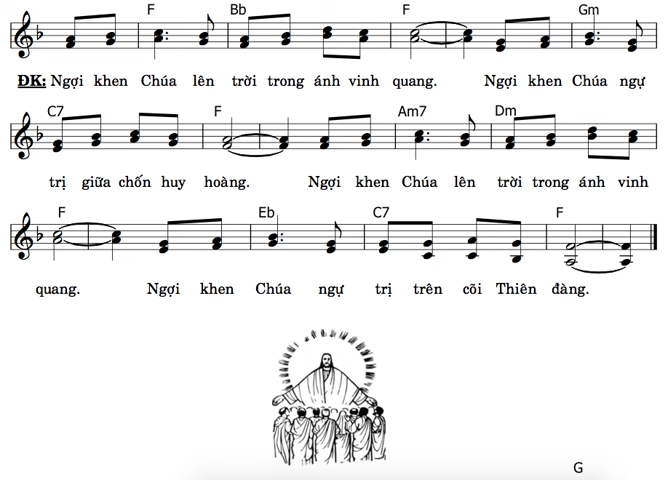 F Bb F Gm
ĐK: Ngợi khen Chúa lên trời trong ánh vinh quang. Ngợi khen Chúa ngự
C7 F Am7 Dm
trị giữa chốn huy hoàng. Ngợi khen Chúa lên trời trong ánh vinh
F Eb C7 F
quang. Ngợi khen Chúa ngự trị trên cõi Thiên đàng.
G